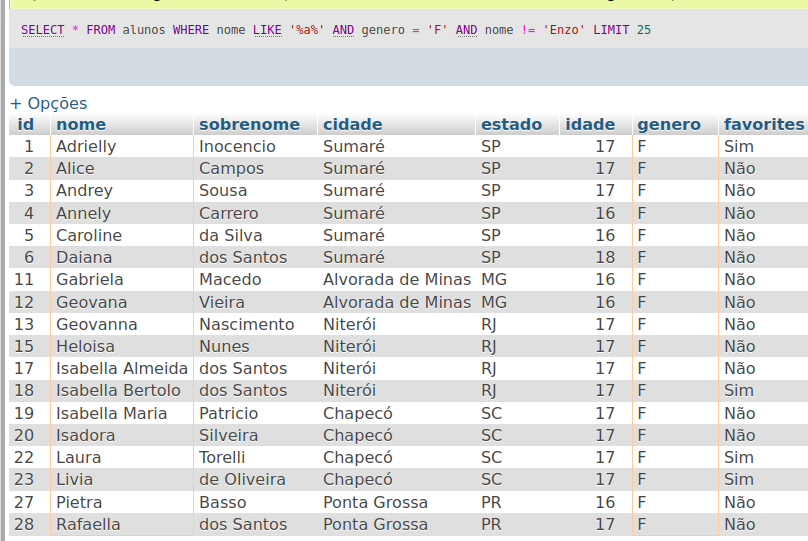 SELECT * FROM alunos WHERE nome LIKE '%a%' AND genero = 'F' AND nome != 'Enzo' LIMIT 25
+ Opções
id nome sobrenome cidade estado idade genero favorites
1 Adrielly Inocencio Sumaré SP 17 F Sim
2 Alice Campos Sumaré SP 17 F Não
3 Andrey Sousa Sumaré SP 17 F Não
4 Annely Carrero Sumaré SP 16 F Não
5 Caroline da Silva Sumaré SP 16 F Não
6 Daiana dos Santos Sumaré SP 18 F Não
11 Gabriela Macedo Alvorada de Minas MG 16 F Não
12 Geovana Vieira Alvorada de Minas MG 16 F Não
13 Geovanna Nascimento Niterói RJ 17 F Não
15 Heloisa Nunes Niterói RJ 17 F Não
17 Isabella Almeida dos Santos Niterói RJ 17 F Não
18 Isabella Bertolo dos Santos Niterói RJ 17 F Sim
19 Isabella Maria Patricio Chapecó SC 17 F Não
20 Isadora Silveira Chapecó SC 17 F Não
22 Laura Torelli Chapecó SC 17 F Sim
23 Livia de Oliveira Chapecó SC 17 F Sim
27 Pietra Basso Ponta Grossa PR 16 F Não
28 Rafaella dos Santos Ponta Grossa PR 17 F Não